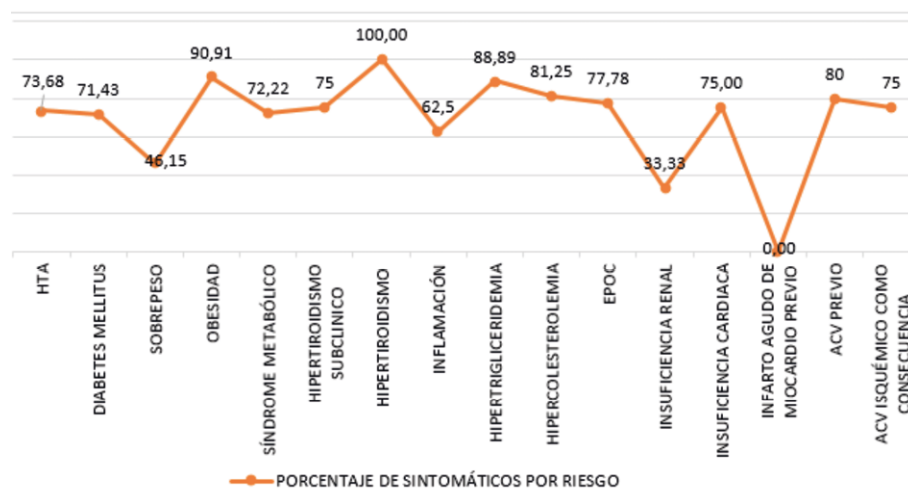 73,68
71,43
46,15
90,91
72,22
75
100,00
62,5
88,89
81,25
77,78
33,33
75,00
0,00
80
75
HTA
DIABETES MELLITUS
SOBREPESO
OBESIDAD
SÍNDROME METABÓLICO
HIPERTIROIDISMO
SUBCLINICO
HIPERTIROIDISMO
INFLAMACIÓN
HIPERTRIGLICERIDEMIA
HIPERCOLESTEROLEMIA
EPOC
INSUFICIENCIA RENAL
INSUFICIENCIA CARDIACA
INFARTO AGUDO DE
MIOCARDIO PREVIO
ACV PREVIO
ACV ISQUÉMICO COMO
CONSECUENCIA
PORCENTAJE DE SINTOMÁTICOS POR RIESGO